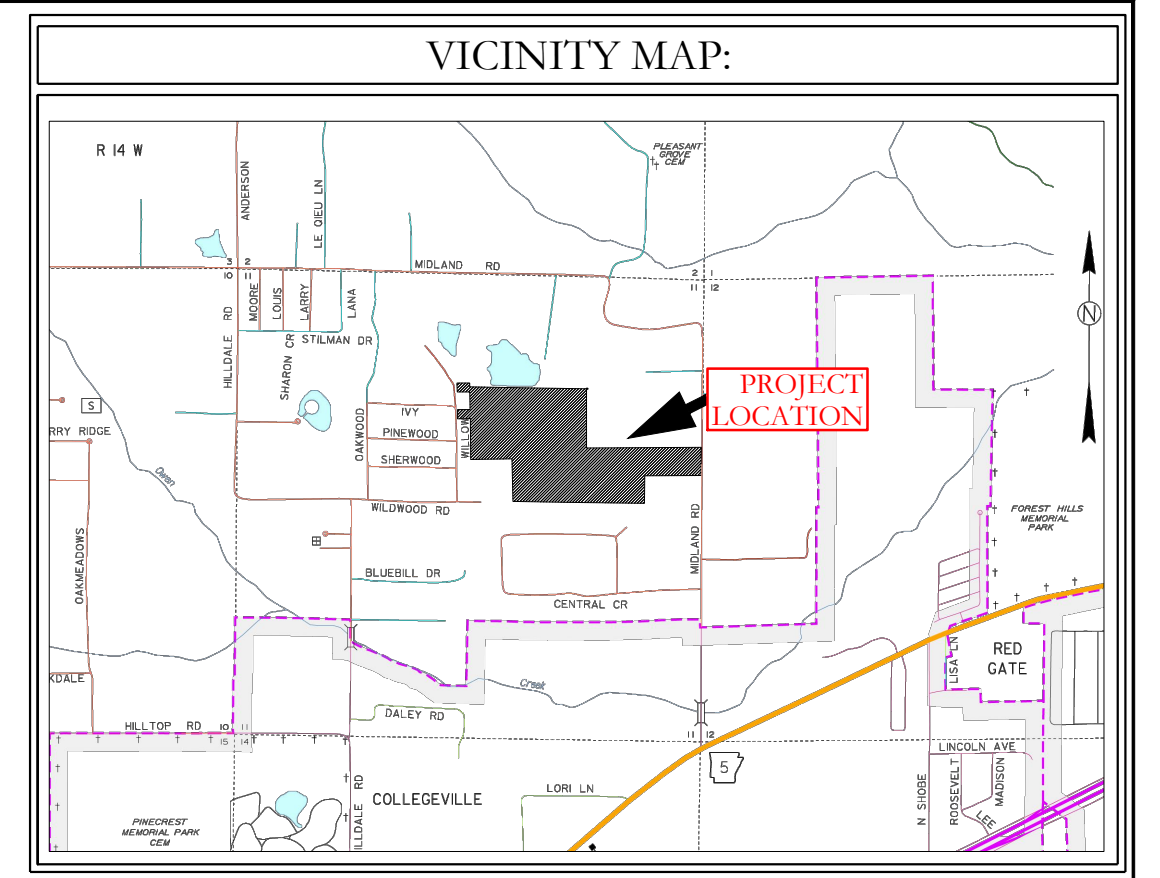 VICINITY MAP:
R 14 W
ANDERSON
LE QIEU LN
PLEASANT
GROVE
CEM
3 2
10 11
MIDLAND RD
2 1
11 12
HILLDALE RD
MOORE
LOUIS
LARRY
LANA
STILMAN DR
SHARON CR
N
PROJECT
LOCATION
S
RRY RIDGE
OAKWOOD
IVY
PINEWOOD
SHERWOOD
WILLOW
WILDWOOD RD
Owen
OAKMEADOWS
MIDLAND RD
FOREST HILLS
MEMORIAL
PARK
BLUEBILL DR
CENTRAL CR
LISA LN
RED
GATE
KDALE
Creek
DALEY RD
HILLTOP RD
10 11
15 14
11 12
5
LINCOLN AVE
ILLDALE RD
COLLEGEVILLE
LORI LN
N SHOBE
ROOSEVELT
MADISON
LEE
PINECREST
MEMORIAL PARK
CEM